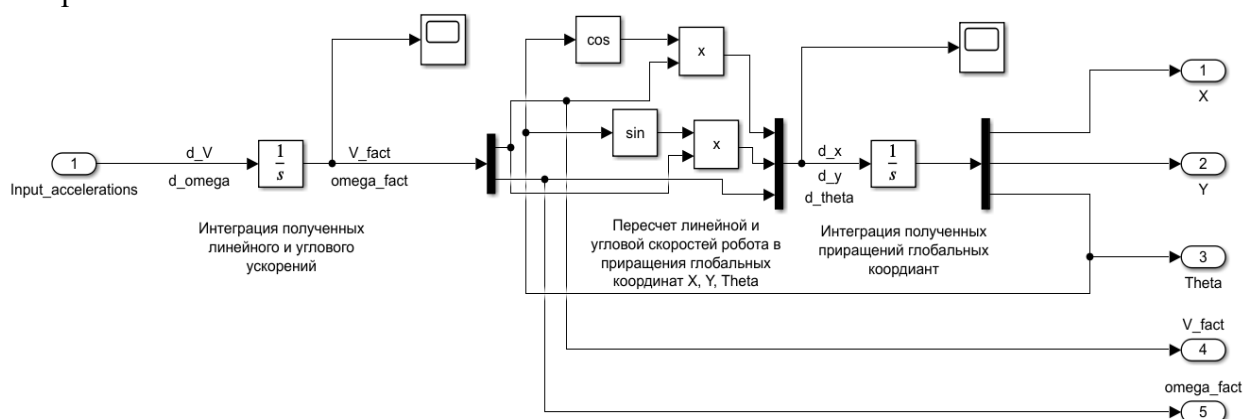 cos
x
1
X
sin
x
1
Input_accelerations
d_V
d_omega
1
s
V_fact
omega_fact
d_x
d_y
d_theta
1
s
2
Y
Интеграция полученных
линейного и углового
ускорений
Пересчет линейной и
угловой скоростей робота в
приращения глобальных
координат X, Y, Theta
Интеграция полученных
приращений глобальных
коордиант
3
Theta
V_fact
4
omega_fact
5